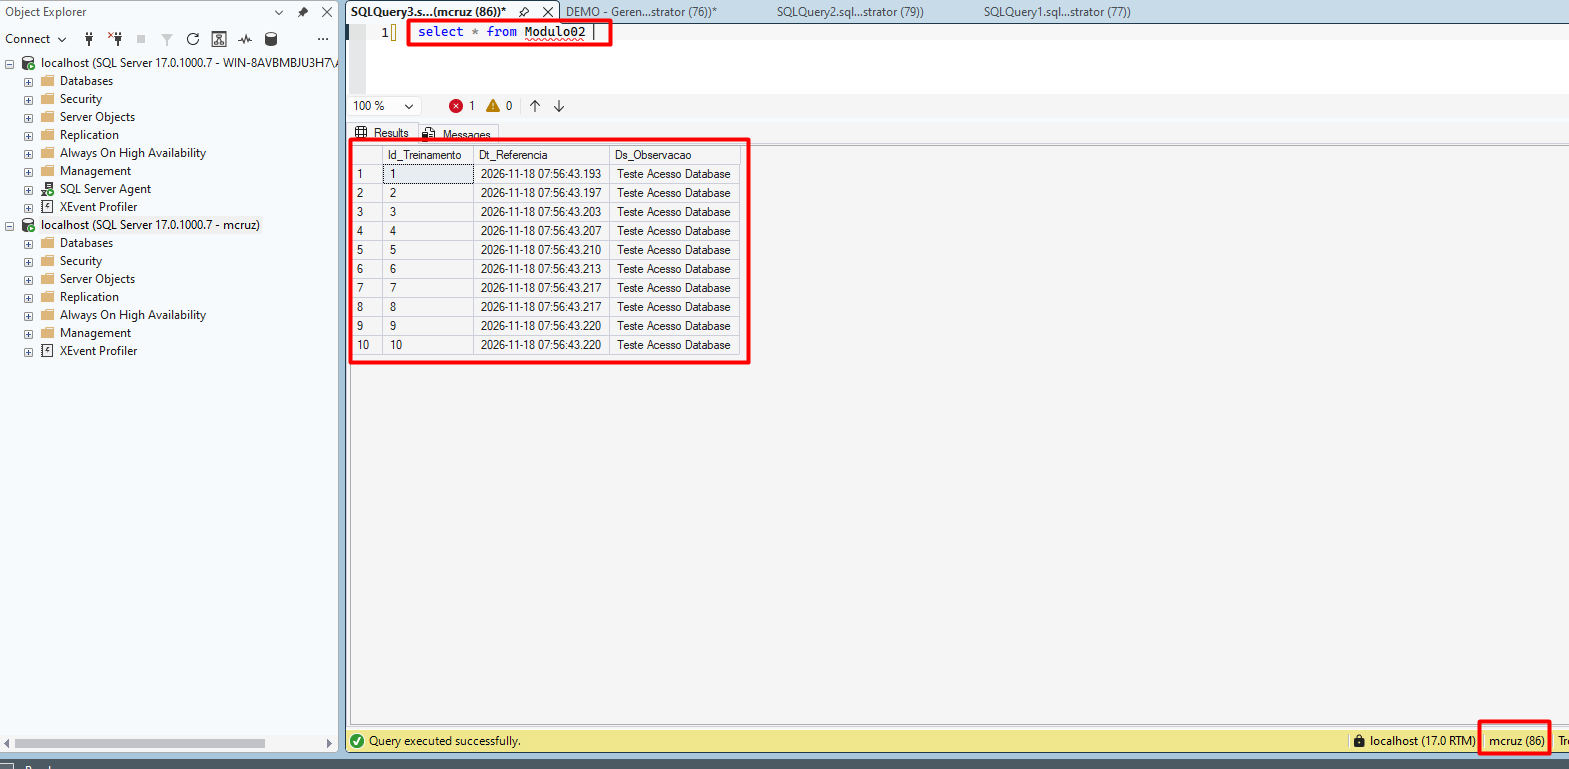 Object Explorer
Connect
localhost (SQL Server 17.0.1000.7 - WIN-8AVBMBJU3H7\A
Databases
Security
Server Objects
Replication
Always On High Availability
Management
SQL Server Agent
XEvent Profiler
localhost (SQL Server 17.0.1000.7 - mcruz)
Databases
Security
Server Objects
Replication
Always On High Availability
Management
XEvent Profiler
SQLQuery3.s...(mcruz (86))* DEMO - Geren...strator (76))* SQLQuery2.sql...strator (79)) SQLQuery1.sql...strator (77))
1 select * from Modulo02
100 % 1 0
Results Messages
Id_Treinamento Dt_Referencia Ds_Observacao
1 1 2026-11-18 07:56:43.193 Teste Acesso Database
2 2 2026-11-18 07:56:43.197 Teste Acesso Database
3 3 2026-11-18 07:56:43.203 Teste Acesso Database
4 4 2026-11-18 07:56:43.207 Teste Acesso Database
5 5 2026-11-18 07:56:43.210 Teste Acesso Database
6 6 2026-11-18 07:56:43.213 Teste Acesso Database
7 7 2026-11-18 07:56:43.217 Teste Acesso Database
8 8 2026-11-18 07:56:43.217 Teste Acesso Database
9 9 2026-11-18 07:56:43.220 Teste Acesso Database
10 10 2026-11-18 07:56:43.220 Teste Acesso Database
Query executed successfully. localhost (17.0 RTM) mcruz (86)